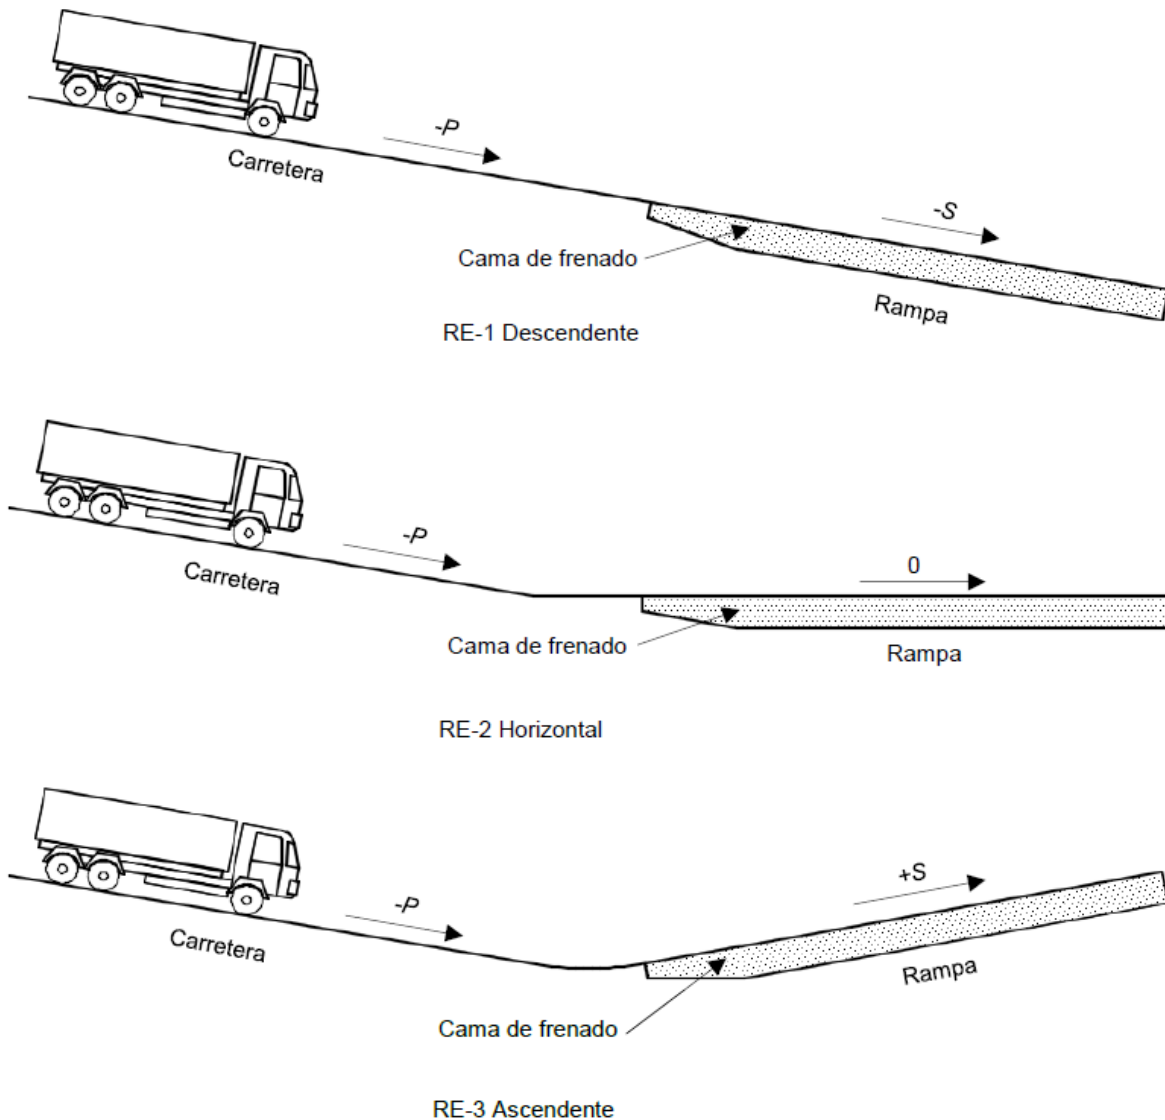 -P
Carretera
-S
Cama de frenado
Rampa
RE-1 Descendente
-P
Carretera
0
Cama de frenado
Rampa
RE-2 Horizontal
+S
-P
Carretera
Rampa
Cama de frenado
RE-3 Ascendente